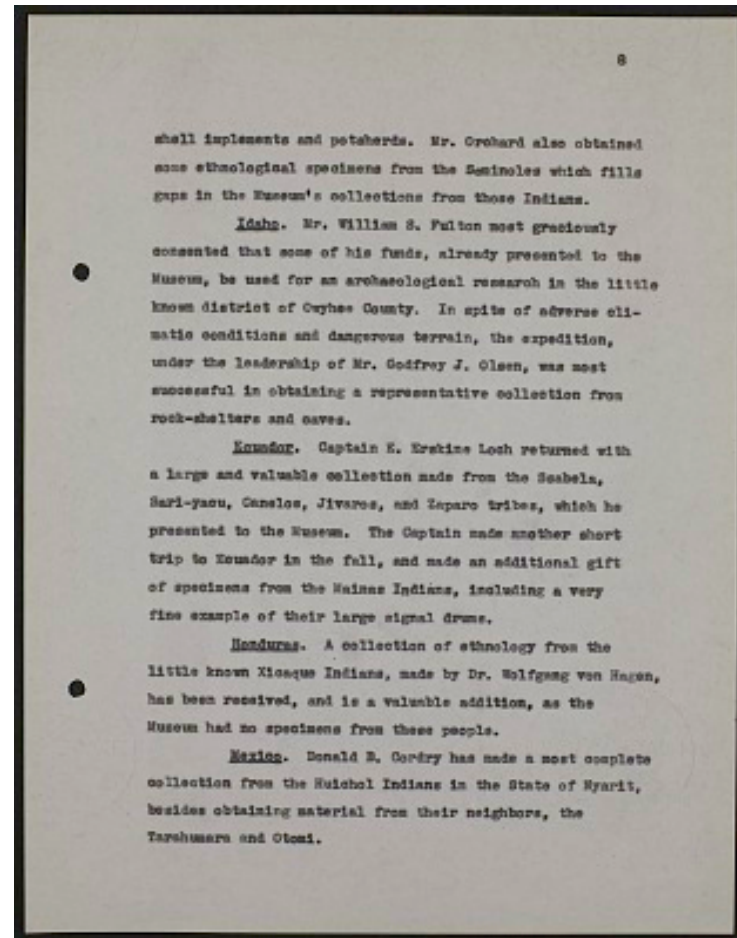 8
shell implements and potsherds. Mr. Orchard also obtained
some ethnological specimens from the Seminoles which fills
gaps in the Museum's collections from those Indians.
Idaho. Mr. William S. Fulton most graciously
consented that some of his funds, already presented to the
Museum, be used for an archaeological research in the little
known district of Owyhee County. In spite of adverse cli-
matic conditions and dangerous terrain, the expedition,
under the leadership of Mr. Godfrey J. Olsen, was most
successful in obtaining a representative collection from
rock-shelters and caves.
Ecuador. Captain E. Erskine Loch returned with
a large and valuable collection made from the Ssabela,
Sari-yacu, Canelos, Jivaros, and Zaparo tribes, which he
presented to the Museum. The Captain made another short
trip to Ecuador in the fall, and made an additional gift
of specimens from the Mainas Indians, including a very
fine example of their large signal drums.
Honduras. A collection of ethnology from the
little known Xicaque Indians, made by Dr. Wolfgang von Hagen,
has been received, and is a valuable addition, as the
Museum had no specimens from these people.
Mexico. Donald B. Cordry has made a most complete
collection from the Huichol Indians in the State of Nyarit,
besides obtaining material from their neighbors, the
Tarahumara and Otomi.